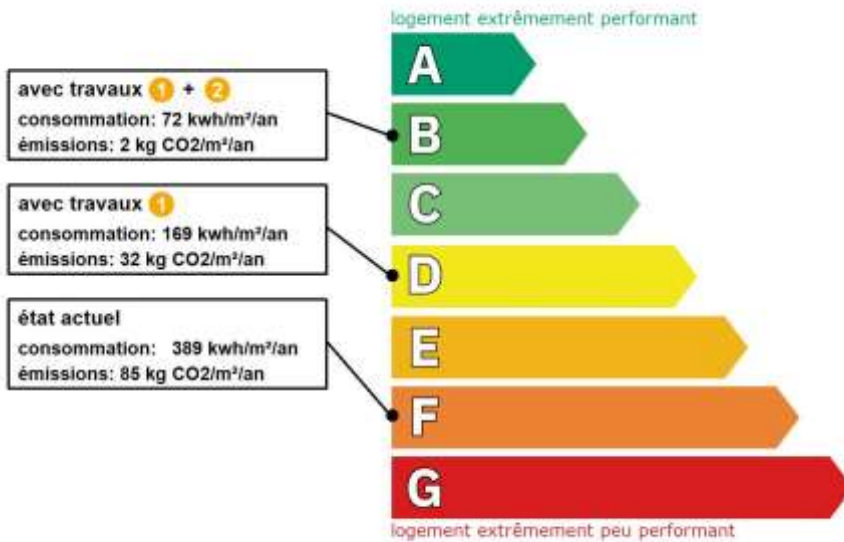 logement extrêmement performant
A
avec travaux 1 + 2
consommation: 72 kwh/m²/an
émissions: 2 kg CO2/m²/an
B
C
avec travaux 1
consommation: 169 kwh/m²/an
émissions: 32 kg CO2/m²/an
D
état actuel
consommation: 389 kwh/m²/an
émissions: 85 kg CO2/m²/an
E
F
G
logement extrêmement peu performant